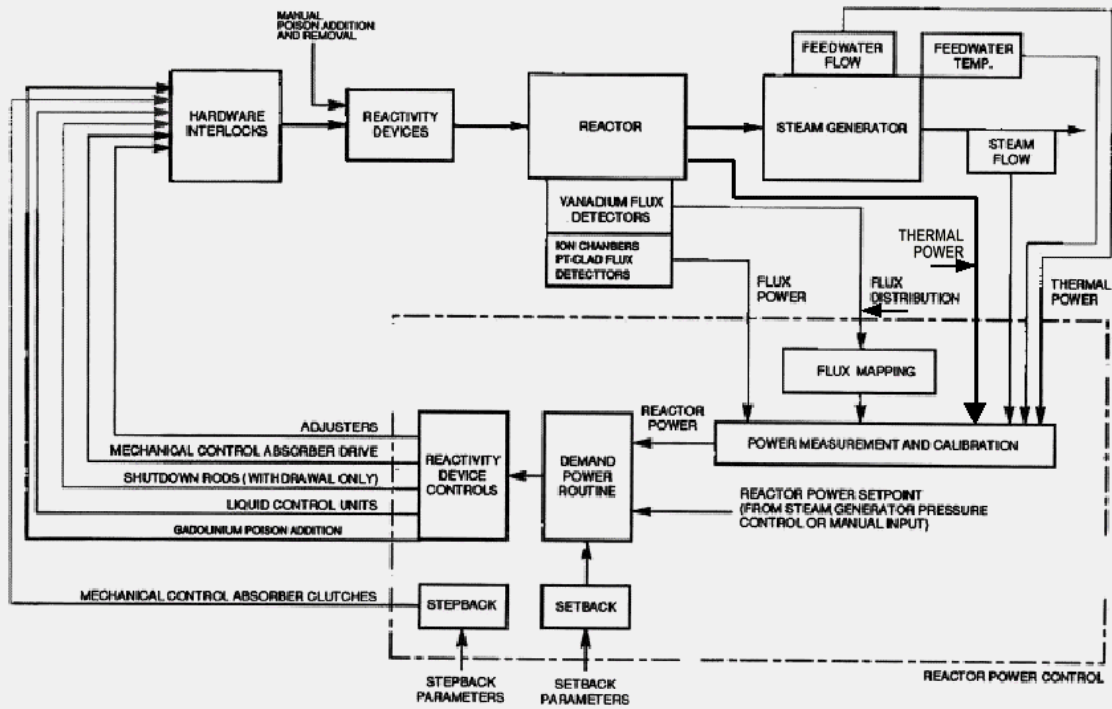 MANUAL
POISON ADDITION
AND REMOVAL
FEEDWATER
FLOW
FEEDWATER
TEMP.
HARDWARE
INTERLOCKS
REACTIVITY
DEVICES
REACTOR
STEAM GENERATOR
STEAM
FLOW
VANADIUM FLUX
DETECTORS
ION CHANBERS
PT-CLAD FLUX
DETECTTORS
THERMAL
POWER
FLUX
POWER
FLUX
DISTRIBUTION
THERMAL
POWER
FLUX MAPPING
REACTOR
POWER
POWER MEASUREMENT AND CALIBRATION
ADJUSTERS
MECHANICAL CONTROL ABSORBER DRIVE
SHUTDOWN RODS (WITHDRAWAL ONLY)
LIQUID CONTROL UNITS
GADOLINIUM POISON ADDITION
REACTIVITY
DEVICE
CONTROLS
DEMAND
POWER
ROUTINE
REACTOR POWER SETPOINT
(FROM STEAM GENERATOR PRESSURE
CONTROL OR MANUAL INPUT)
MECHANICAL CONTROL ABSORBER CLUTCHES
STEPBACK
SETBACK
STEPBACK
PARAMETERS
SETBACK
PARAMETERS
REACTOR POWER CONTROL